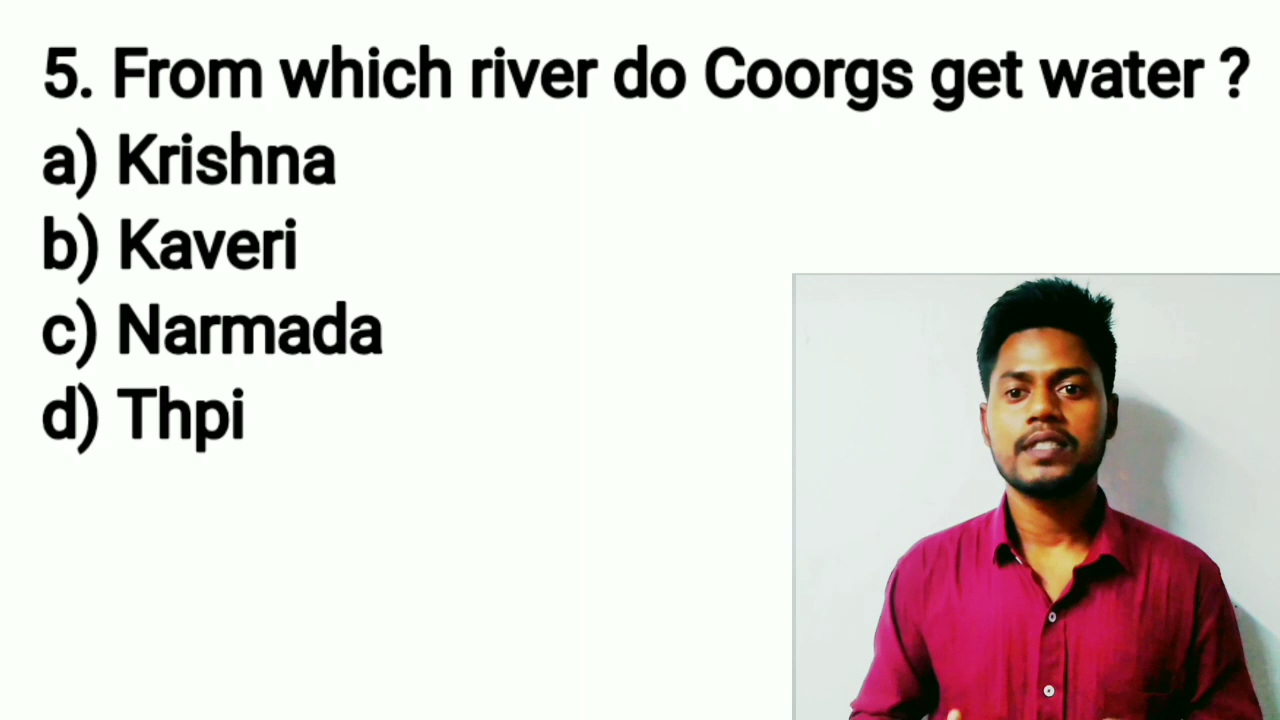 5. From which river do Coorgs get water ?
a) Krishna
b) Kaveri
c) Narmada
d) Thpi